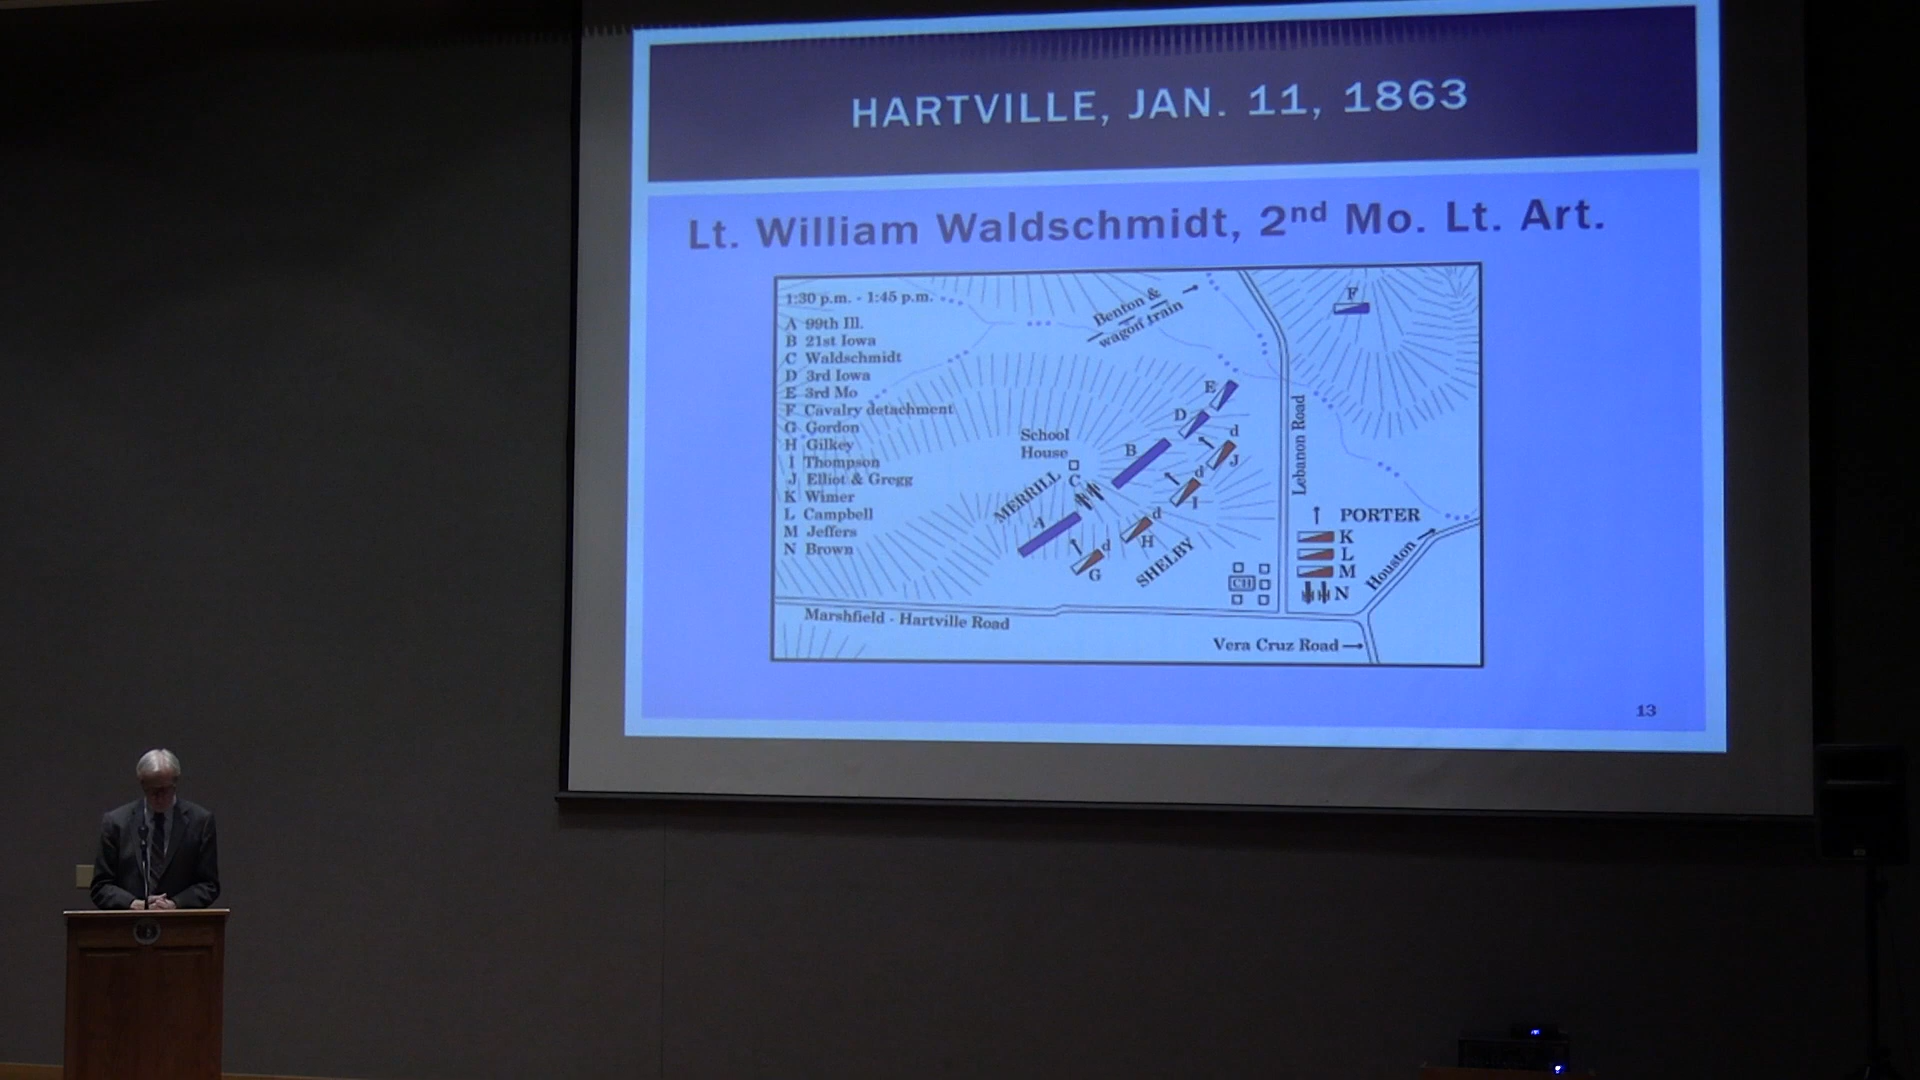 HARTVILLE, JAN. 11, 1863
Lt. William Waldschmidt, 2nd Mo. Lt. Art.
1:30 p.m. - 1:45 p.m.
A 99th Ill.
B 21st Iowa
C Waldschmidt
D 3rd Iowa
E 3rd Mo
F Cavalry detachment
G Gordon
H Gilkey
I Thompson
J Elliot & Gregg
K Wimer
L Campbell
M Jeffers
N Brown
Benton &
wagon train
F
E
D
d
J
B
d
I
School
House
C
MERRILL
A
d
H
d
G
SHELBY
Lebanon Road
PORTER
K
L
M
N
Houston
CH
Marshfield - Hartville Road
Vera Cruz Road
13